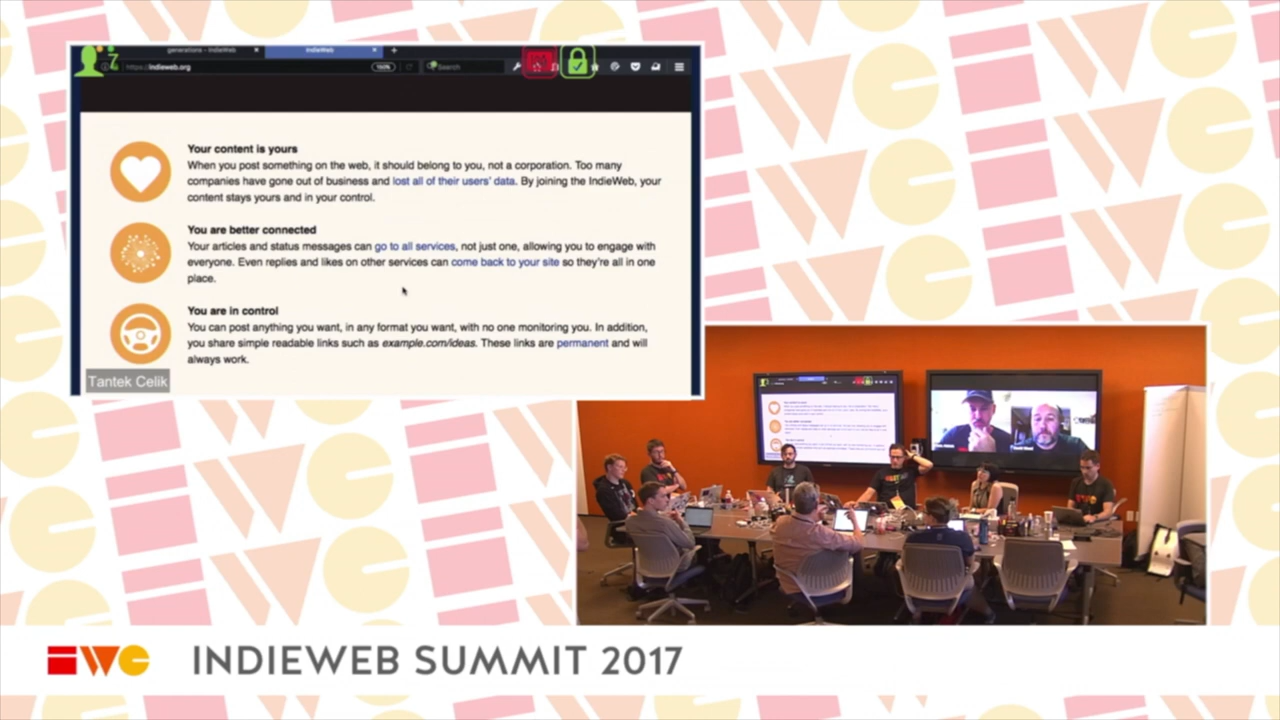 generations - IndieWeb
IndieWeb
7
https://indieweb.org
Search
Your content is yours
When you post something on the web, it should belong to you, not a corporation. Too many
companies have gone out of business and lost all of their users' data. By joining the IndieWeb, your
content stays yours and in your control.
You are better connected
Your articles and status messages can go to all services, not just one, allowing you to engage with
everyone. Even replies and likes on other services can come back to your site so they're all in one
place.
You are in control
You can post anything you want, in any format you want, with no one monitoring you. In addition,
you share simple readable links such as example.com/ideas. These links are permanent and will
always work.
Tantek Celik
INDIEWEB SUMMIT 2017